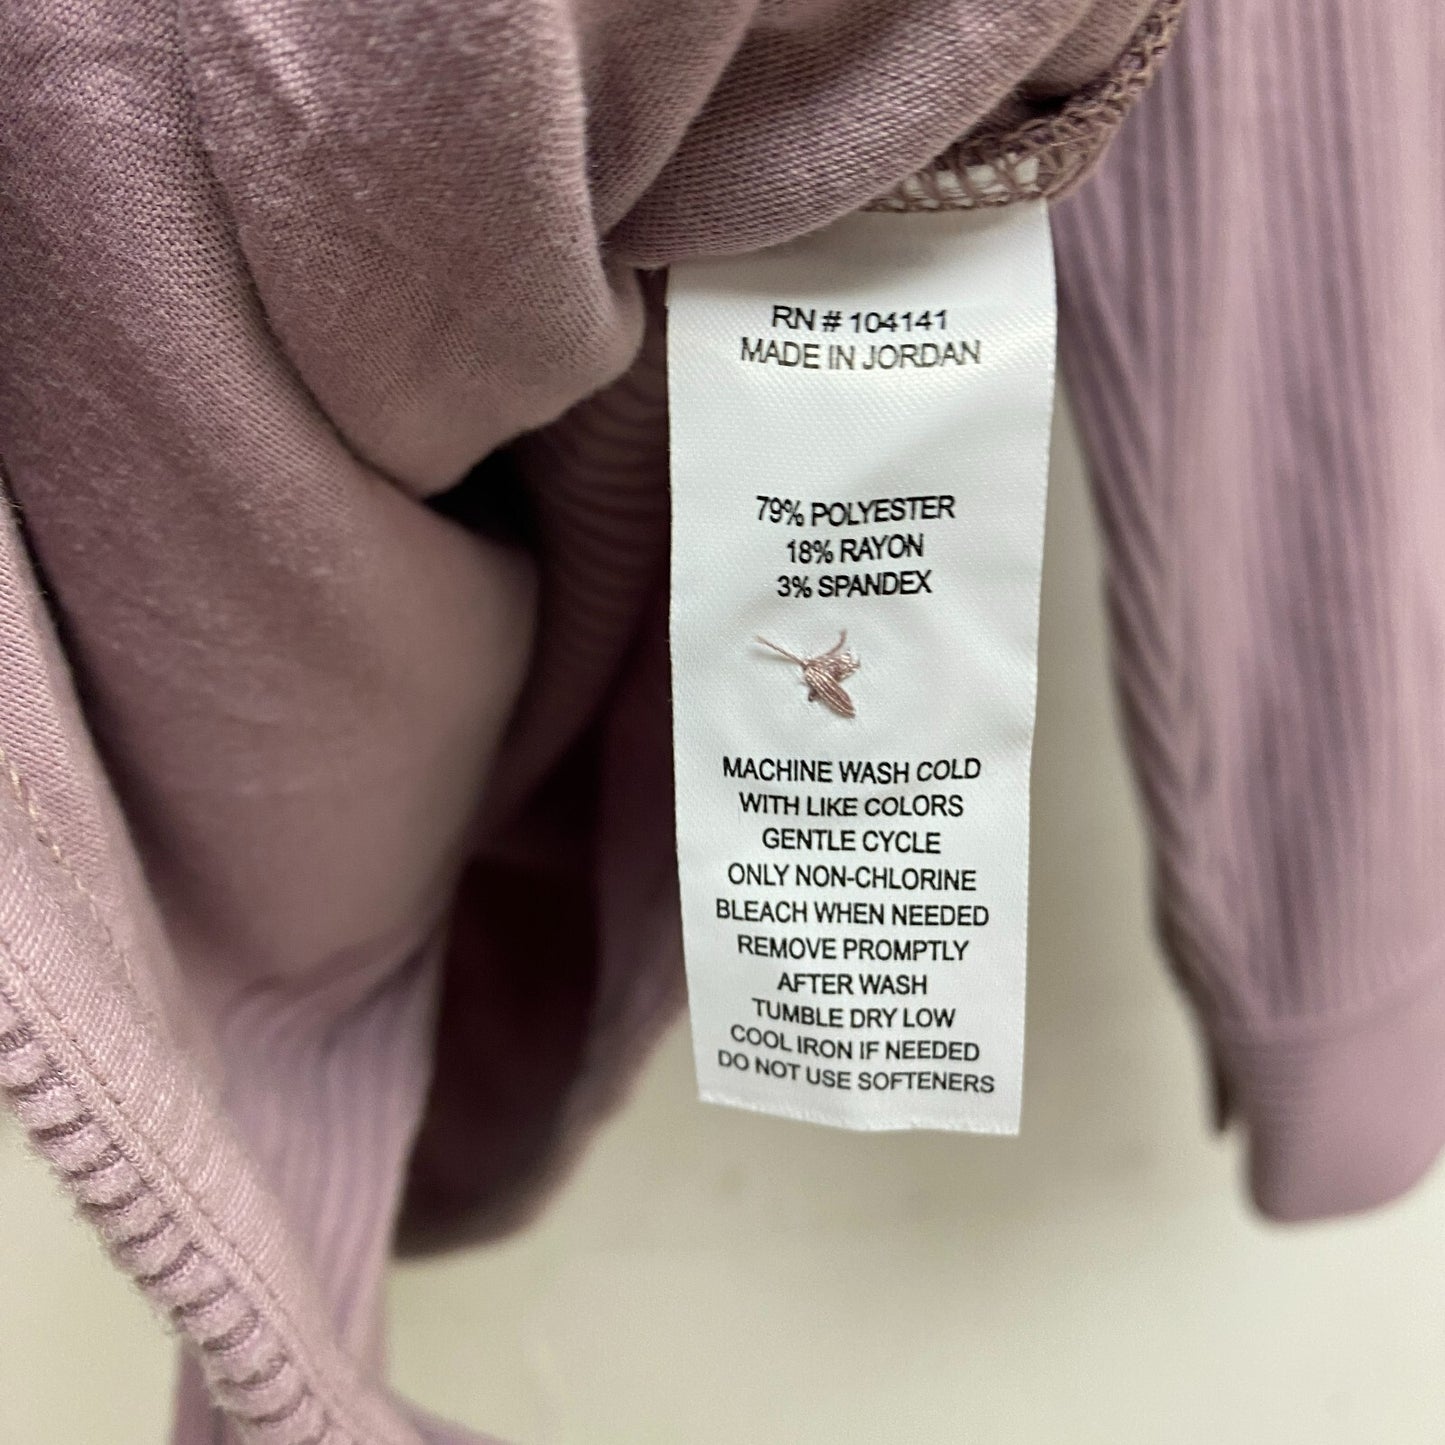 RN # 104141
MADE IN JORDAN
79% POLYESTER
18% RAYON
3% SPANDEX
MACHINE WASH COLD
WITH LIKE COLORS
GENTLE CYCLE
ONLY NON-CHLORINE
BLEACH WHEN NEEDED
REMOVE PROMPTLY
AFTER WASH
TUMBLE DRY LOW
COOL IRON IF NEEDED
DO NOT USE SOFTENERS